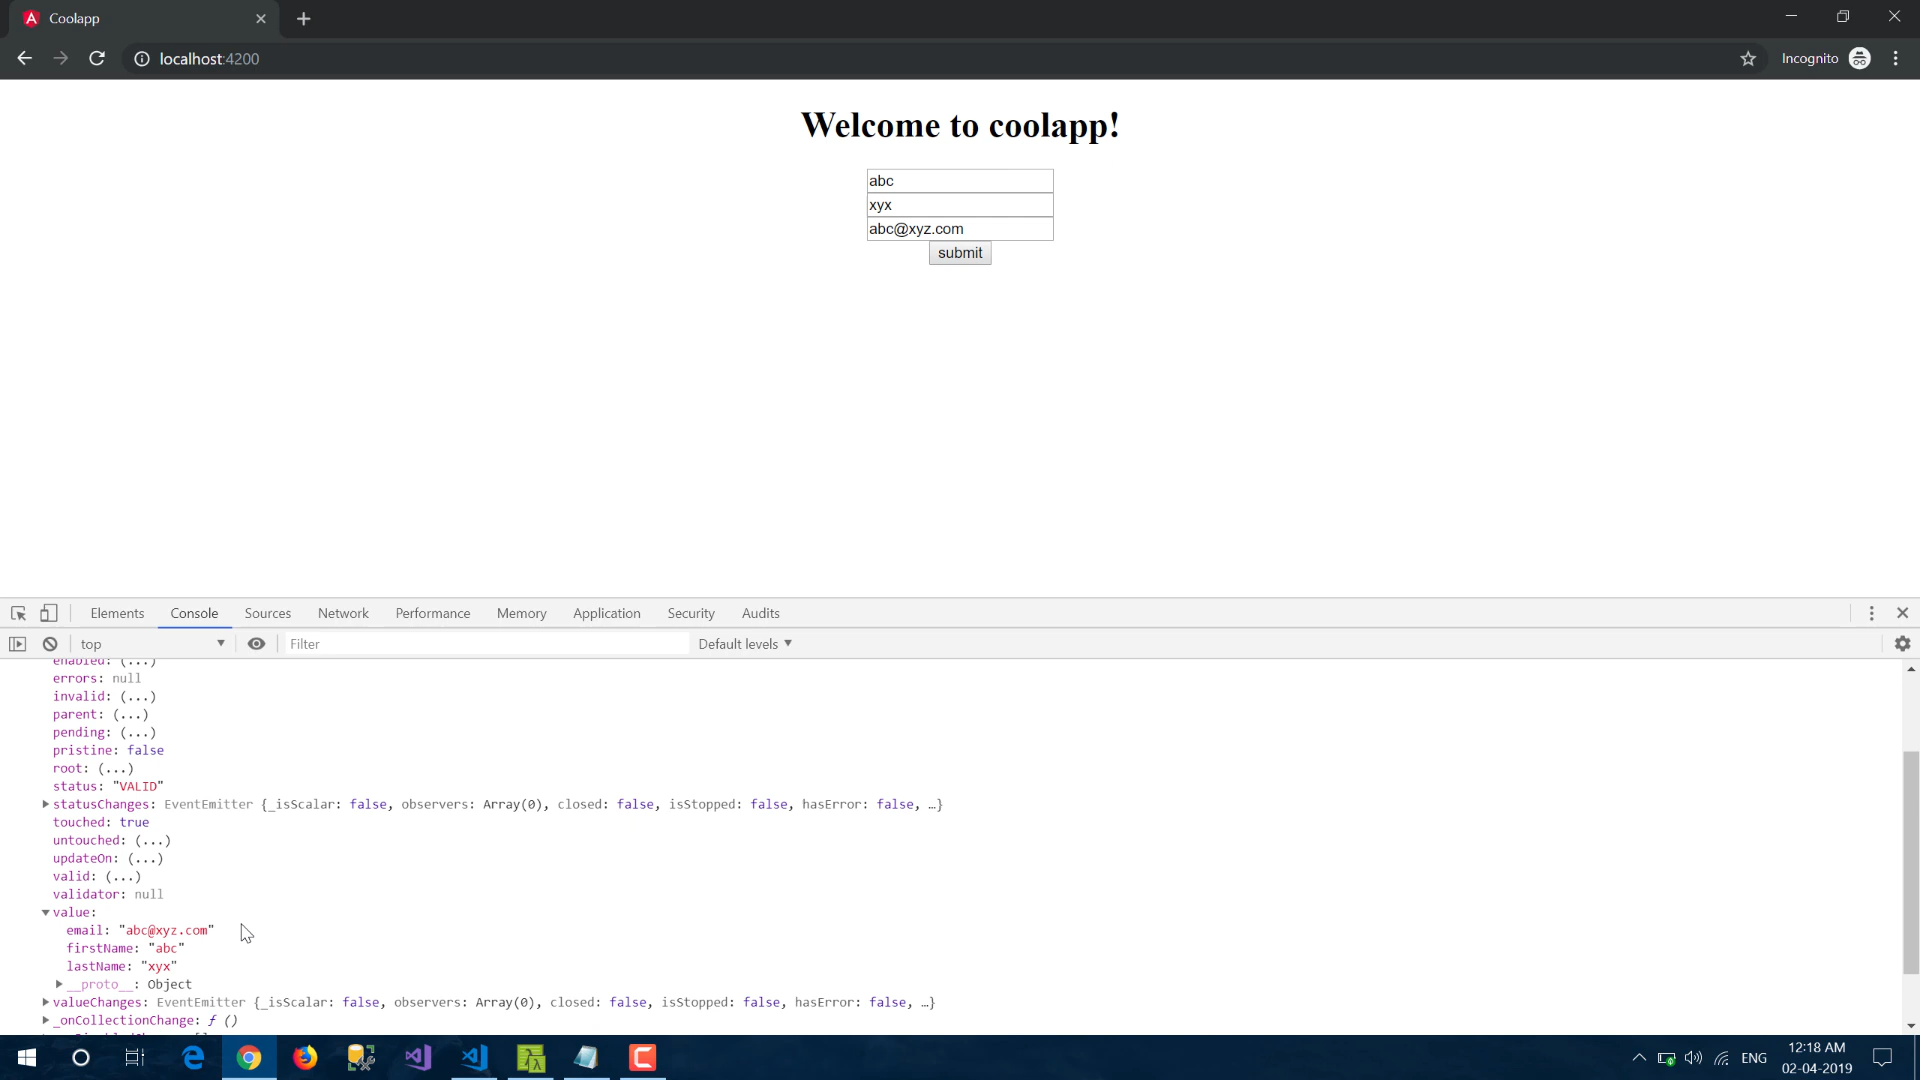 Coolapp
localhost:4200
Incognito
Welcome to coolapp!
abc
xyx
abc@xyz.com
submit
Elements Console Sources Network Performance Memory Application Security Audits
top Filter Default levels
enabled: (...)
errors: null
invalid: (...)
parent: (...)
pending: (...)
pristine: false
root: (...)
status: "VALID"
statusChanges: EventEmitter {_isScalar: false, observers: Array(0), closed: false, isStopped: false, hasError: false, …}
touched: true
untouched: (...)
updateOn: (...)
valid: (...)
validator: null
value:
email: "abc@xyz.com"
firstName: "abc"
lastName: "xyx"
__proto__: Object
valueChanges: EventEmitter {_isScalar: false, observers: Array(0), closed: false, isStopped: false, hasError: false, …}
_onCollectionChange: ƒ ()
ENG
12:18 AM
02-04-2019